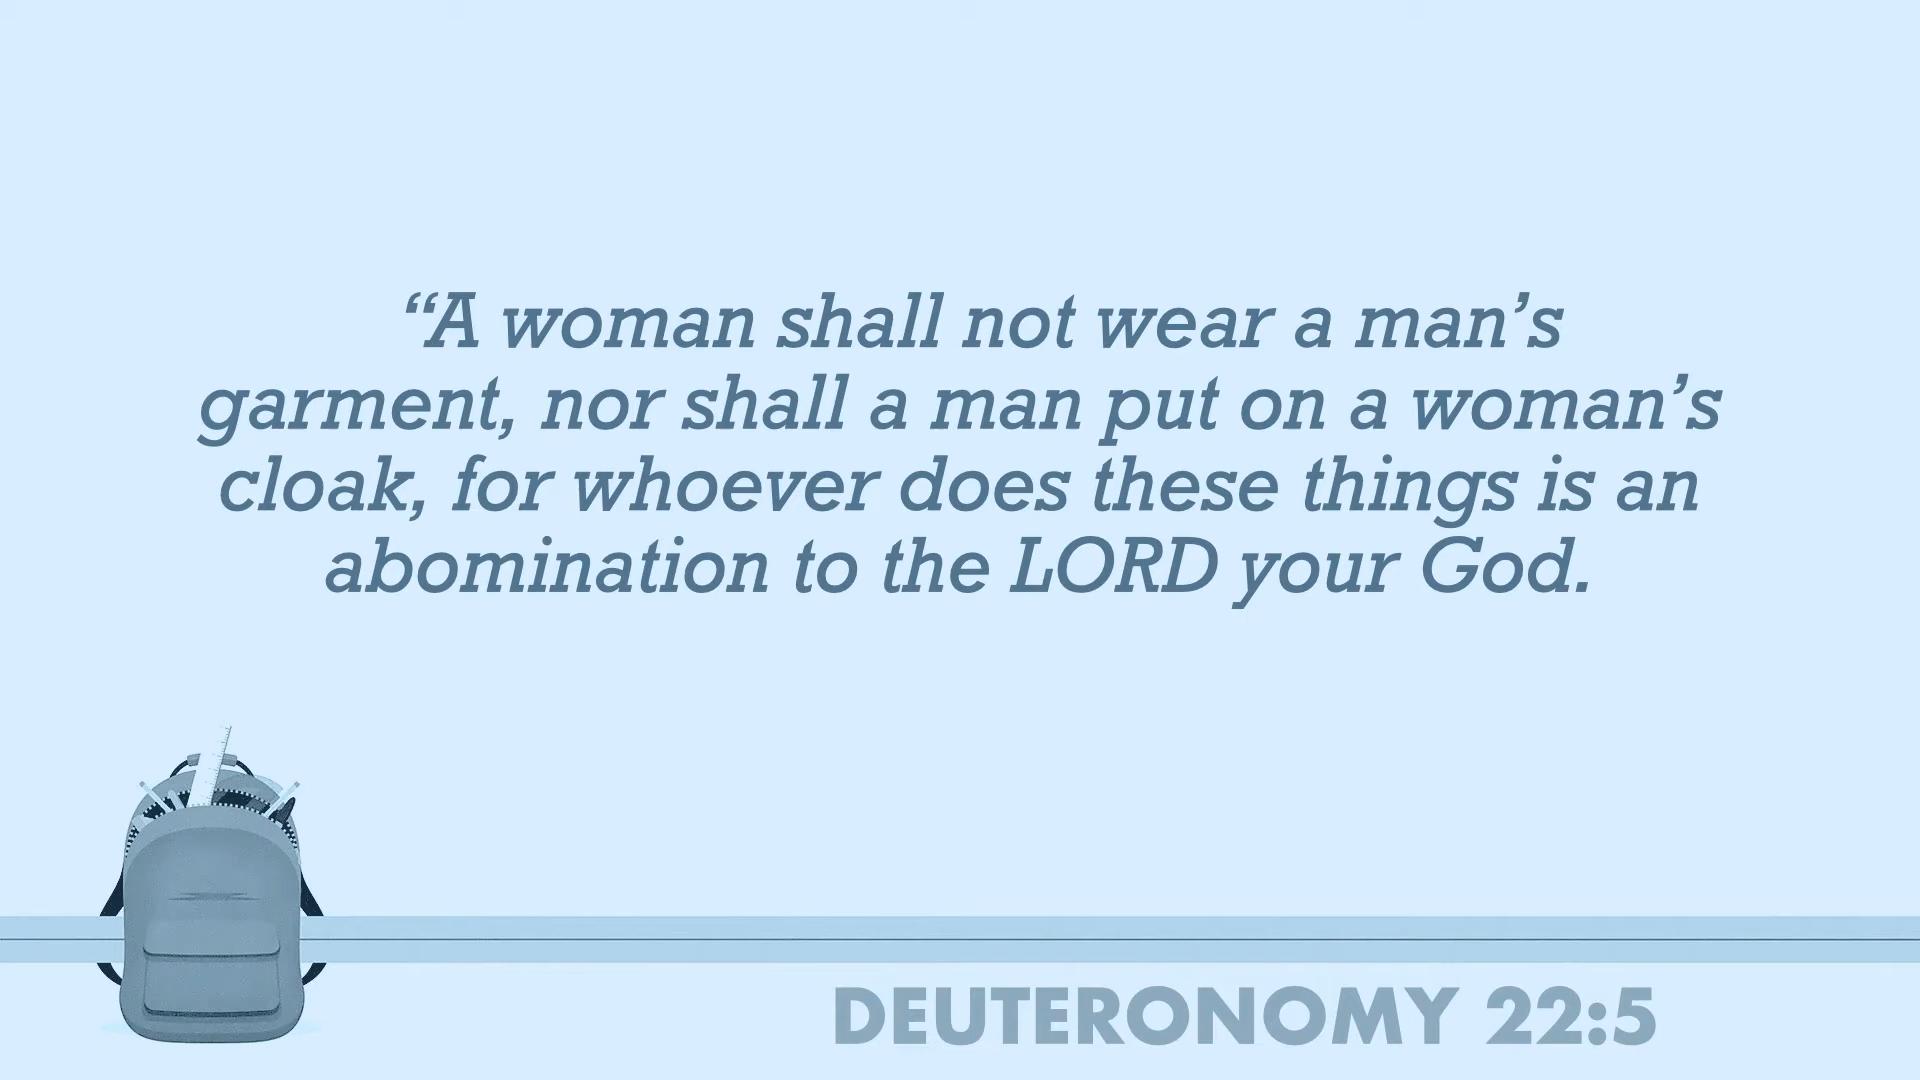 “A woman shall not wear a man’s
garment, nor shall a man put on a woman’s
cloak, for whoever does these things is an
abomination to the LORD your God.
DEUTERONOMY 22:5